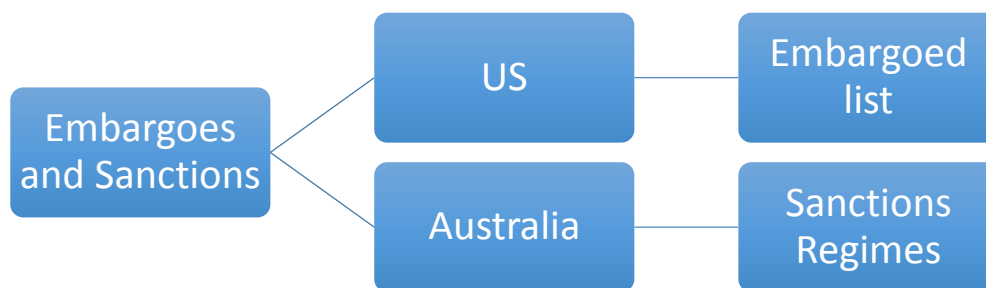 Embargoes
and Sanctions
US
Embargoed
list
Australia
Sanctions
Regimes